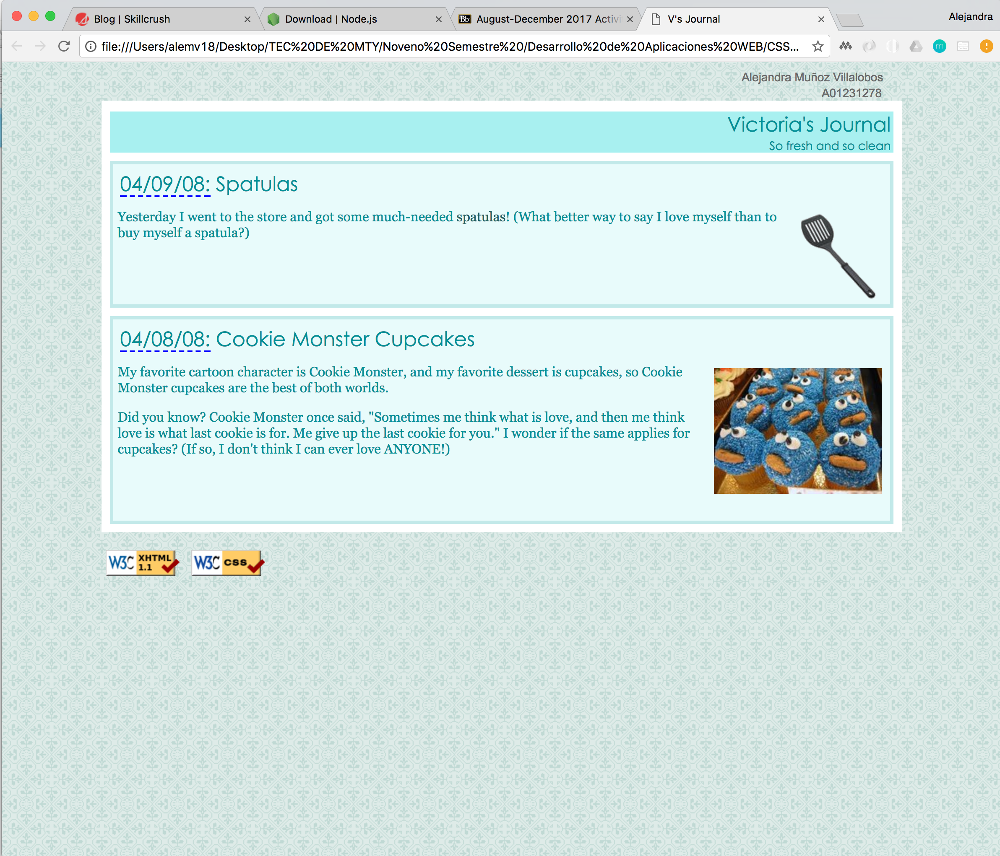 Blog | Skillcrush
Download | Node.js
Bb August-December 2017 Activi
V's Journal
Alejandra
file:///Users/alemv18/Desktop/TEC%20DE%20MTY/Noveno%20Semestre%20/Desarrollo%20de%20Aplicaciones%20WEB/CSS...
m
Alejandra Muñoz Villalobos
A01231278
Victoria's Journal
So fresh and so clean
04/09/08: Spatulas
Yesterday I went to the store and got some much-needed spatulas! (What better way to say I love myself than to
buy myself a spatula?)
04/08/08: Cookie Monster Cupcakes
My favorite cartoon character is Cookie Monster, and my favorite dessert is cupcakes, so Cookie
Monster cupcakes are the best of both worlds.
Did you know? Cookie Monster once said, "Sometimes me think what is love, and then me think
love is what last cookie is for. Me give up the last cookie for you." I wonder if the same applies for
cupcakes? (If so, I don't think I can ever love ANYONE!)
W3C XHTML 1.1
W3C CSS